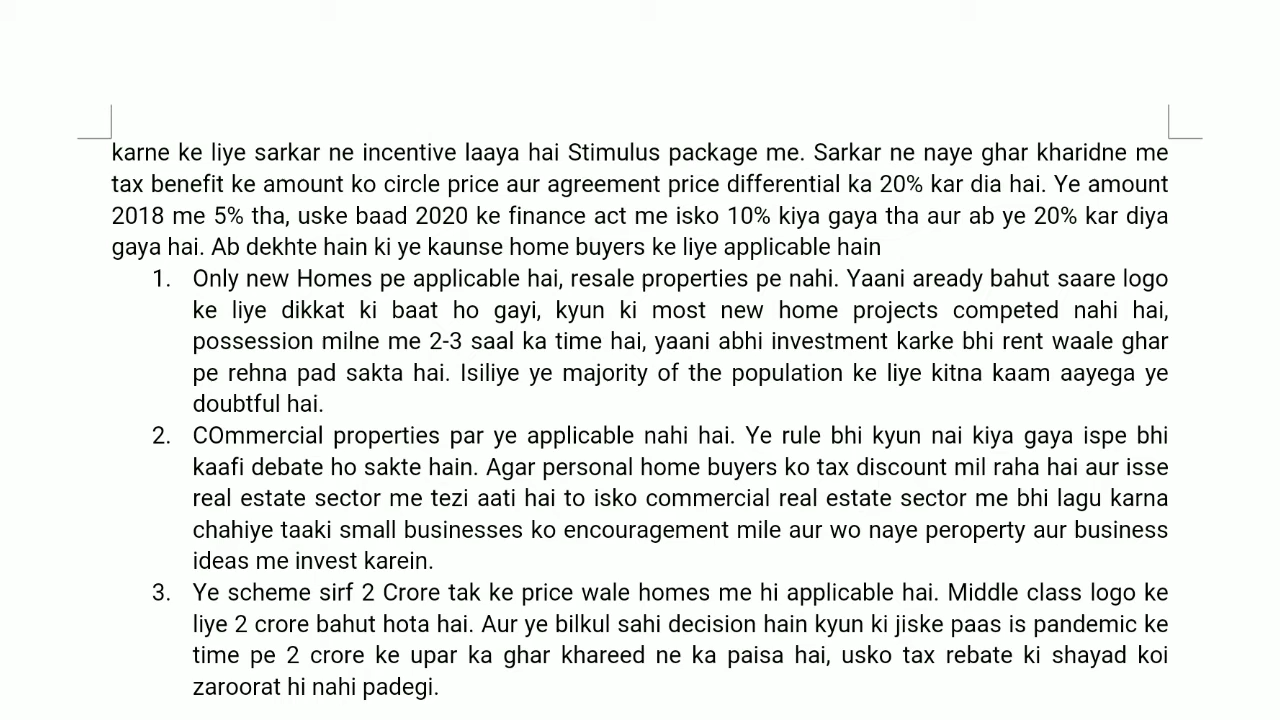 karne ke liye sarkar ne incentive laaya hai Stimulus package me. Sarkar ne naye ghar kharidne me
tax benefit ke amount ko circle price aur agreement price differential ka 20% kar dia hai. Ye amount
2018 me 5% tha, uske baad 2020 ke finance act me isko 10% kiya gaya tha aur ab ye 20% kar diya
gaya hai. Ab dekhte hain ki ye kaunse home buyers ke liye applicable hain
1. Only new Homes pe applicable hai, resale properties pe nahi. Yaani aready bahut saare logo
ke liye dikkat ki baat ho gayi, kyun ki most new home projects competed nahi hai,
possession milne me 2-3 saal ka time hai, yaani abhi investment karke bhi rent waale ghar
pe rehna pad sakta hai. Isiliye ye majority of the population ke liye kitna kaam aayega ye
doubtful hai.
2. COmmercial properties par ye applicable nahi hai. Ye rule bhi kyun nai kiya gaya ispe bhi
kaafi debate ho sakte hain. Agar personal home buyers ko tax discount mil raha hai aur isse
real estate sector me tezi aati hai to isko commercial real estate sector me bhi lagu karna
chahiye taaki small businesses ko encouragement mile aur wo naye peroperty aur business
ideas me invest karein.
3. Ye scheme sirf 2 Crore tak ke price wale homes me hi applicable hai. Middle class logo ke
liye 2 crore bahut hota hai. Aur ye bilkul sahi decision hain kyun ki jiske paas is pandemic ke
time pe 2 crore ke upar ka ghar khareed ne ka paisa hai, usko tax rebate ki shayad koi
zaroorat hi nahi padegi.